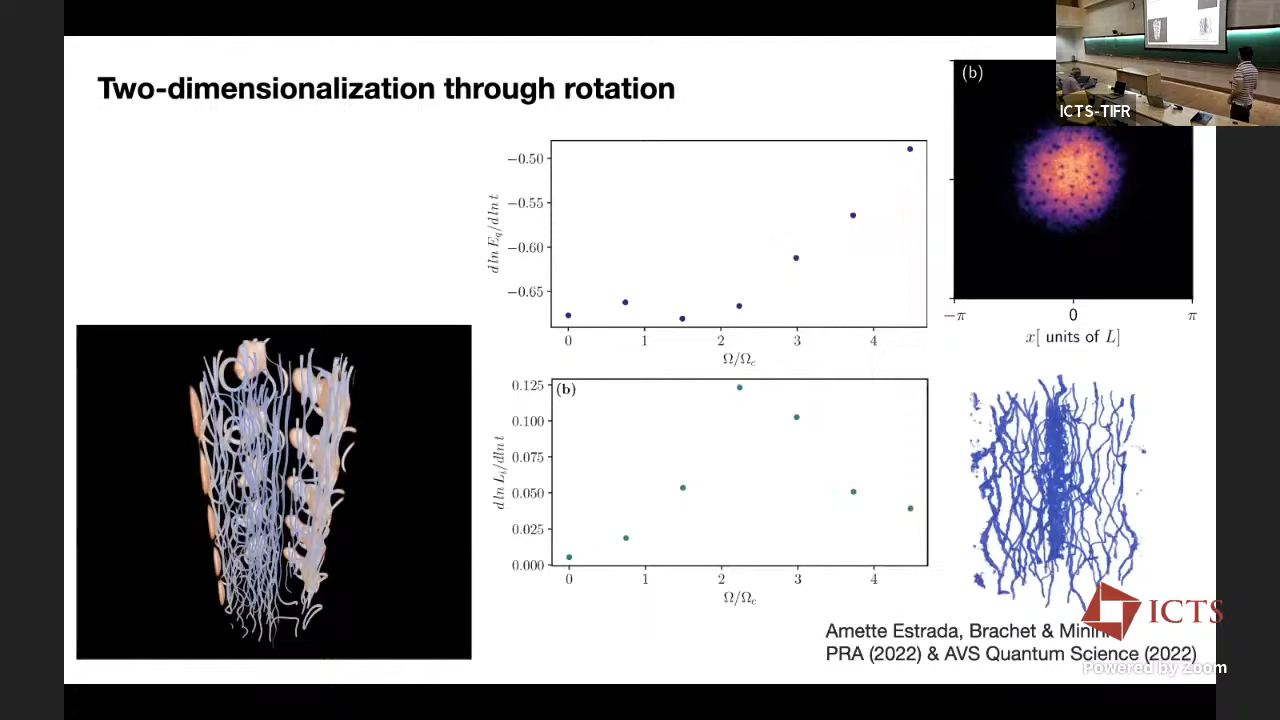 Two-dimensionalization through rotation
(b)
ICTS-TIFR
−0.50
−0.55
−0.60
−0.65
d ln E_q/d ln t
0 1 2 3 4
Ω/Ω_c
−π 0 π
x[ units of L]
(b)
0.125
0.100
0.075
0.050
0.025
0.000
d ln L_i/d ln t
0 1 2 3 4
Ω/Ω_c
ICTS
Amette Estrada, Brachet & Minin
PRA (2022) & AVS Quantum Science (2022)
Powered by Zoom